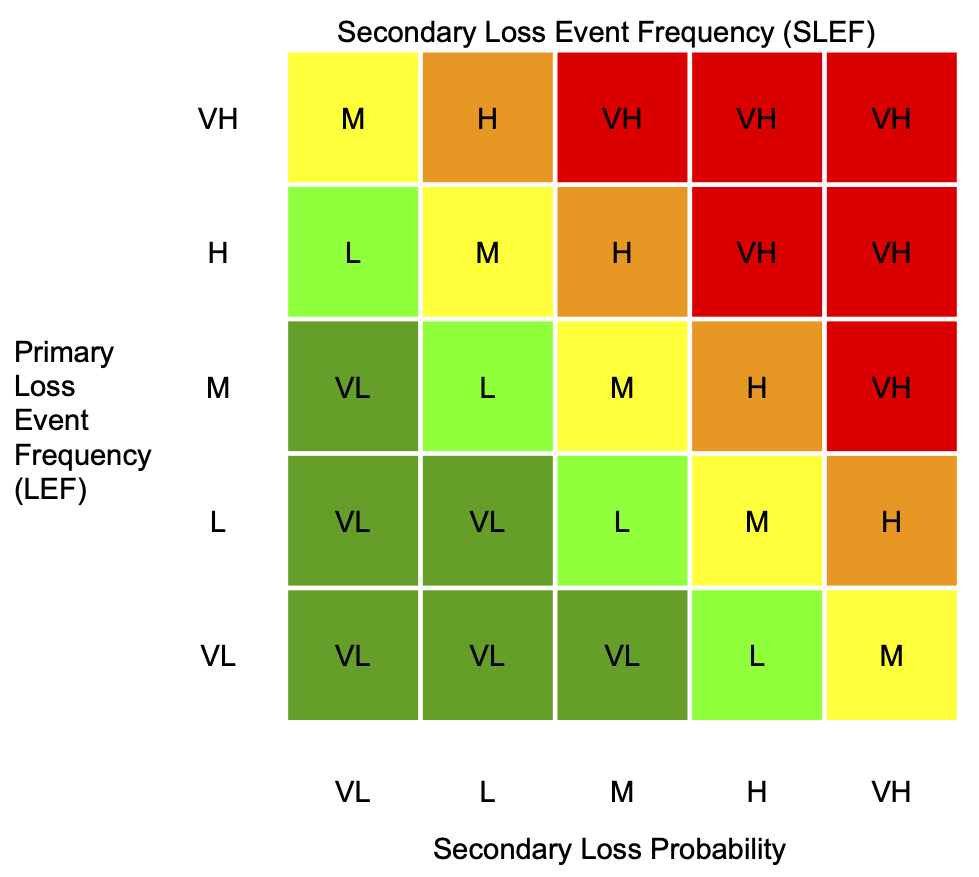 Secondary Loss Event Frequency (SLEF)
VH M H VH VH VH
H L M H VH VH
Primary
Loss
Event
Frequency
(LEF)
M VL L M H VH
L VL VL L M H
VL VL VL VL L M
VL L M H VH
Secondary Loss Probability